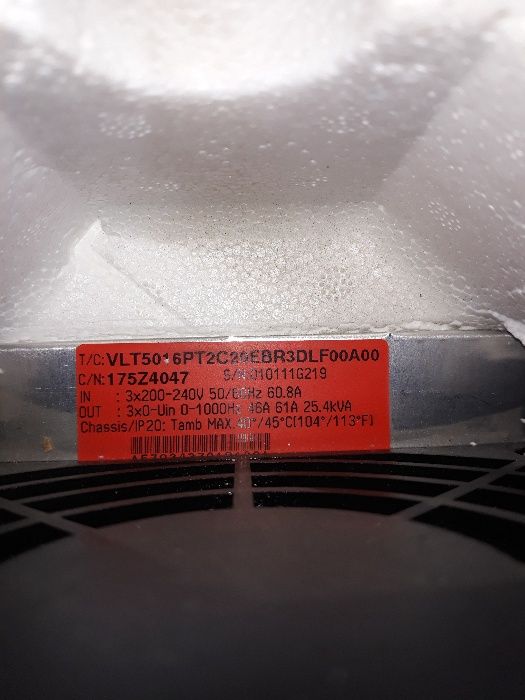 T/C: VLT5016PT2C20EBR3DLF00A00
C/N: 175Z4047 S/N: 010111G219
IN : 3x200-240V 50/60Hz 60.8A
OUT : 3x0-Uin 0-1000Hz 46A 61A 25.4kVA
Chassis/IP20: Tamb MAX. 40°/45°C(104°/113°F)